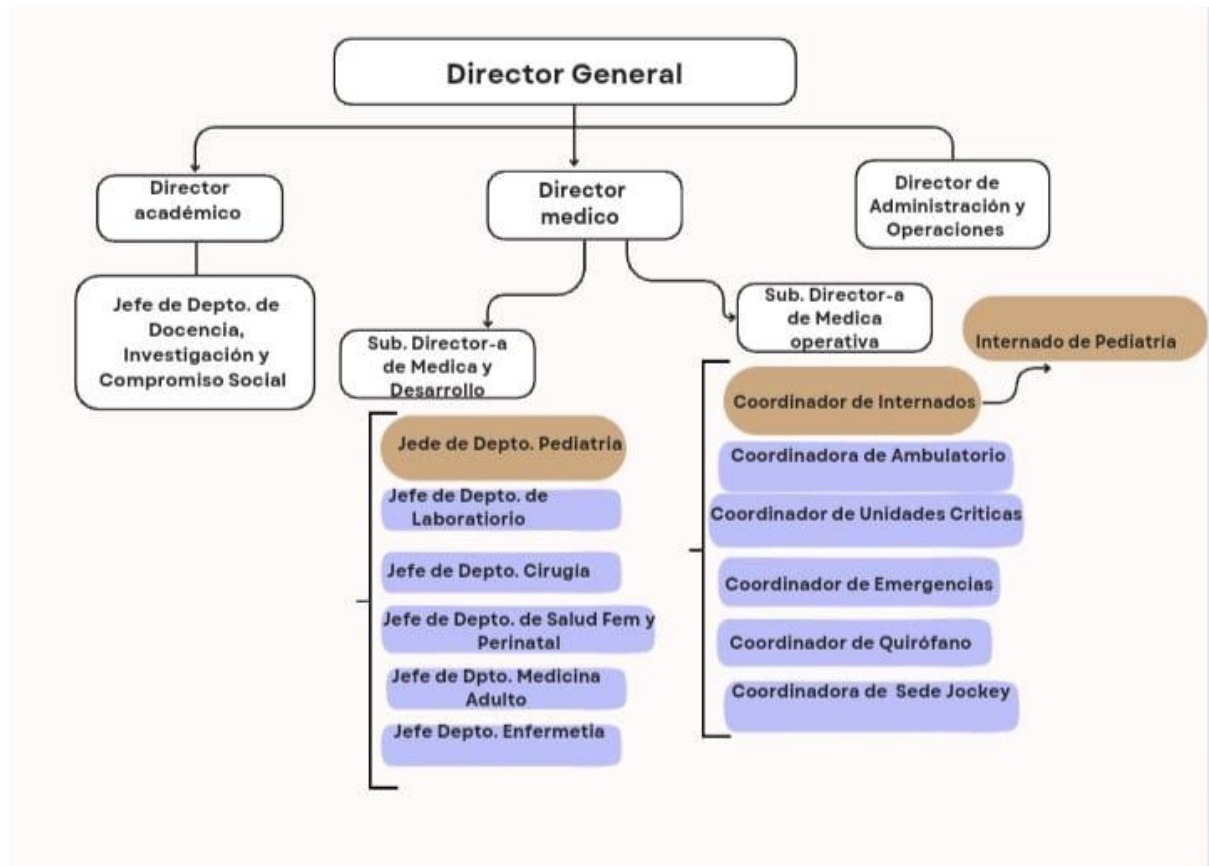 Director General
Director
académico
Director
medico
Director de
Administración y
Operaciones
Jefe de Depto. de
Docencia,
Investigación y
Compromiso Social
Sub. Director-a
de Medica y
Desarrollo
Sub. Director-a
de Medica
operativa
Internado de Pediatría
Jede de Depto. Pediatria
Jefe de Depto. de
Laboratiorio
Jefe de Depto. Cirugía
Jefe de Depto. de Salud Fem y
Perinatal
Jefe de Dpto. Medicina
Adulto
Jefe Depto. Enfermetia
Coordinador de Internados
Coordinadora de Ambulatorio
Coordinador de Unidades Criticas
Coordinador de Emergencias
Coordinador de Quirófano
Coordinadora de Sede Jockey